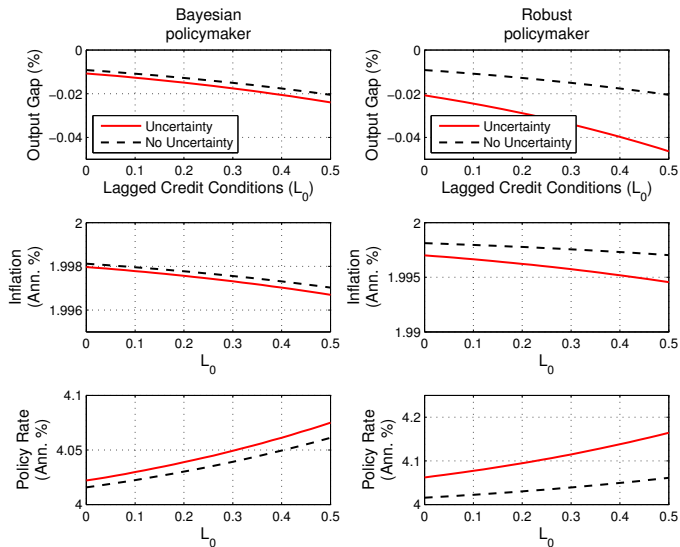 Bayesian
policymaker
Output Gap (%)
0
−0.02
−0.04
Uncertainty
No Uncertainty
0
0.1
0.2
0.3
0.4
0.5
Lagged Credit Conditions (L0)
Robust
policymaker
Output Gap (%)
0
−0.02
−0.04
Uncertainty
No Uncertainty
0
0.1
0.2
0.3
0.4
0.5
Lagged Credit Conditions (L0)
Inflation
(Ann. %)
2
1.998
1.996
0
0.1
0.2
0.3
0.4
0.5
L0
Inflation
(Ann. %)
2
1.995
1.99
0
0.1
0.2
0.3
0.4
0.5
L0
Policy Rate
(Ann. %)
4.1
4.05
4
0
0.1
0.2
0.3
0.4
0.5
L0
Policy Rate
(Ann. %)
4.2
4.1
4
0
0.1
0.2
0.3
0.4
0.5
L0